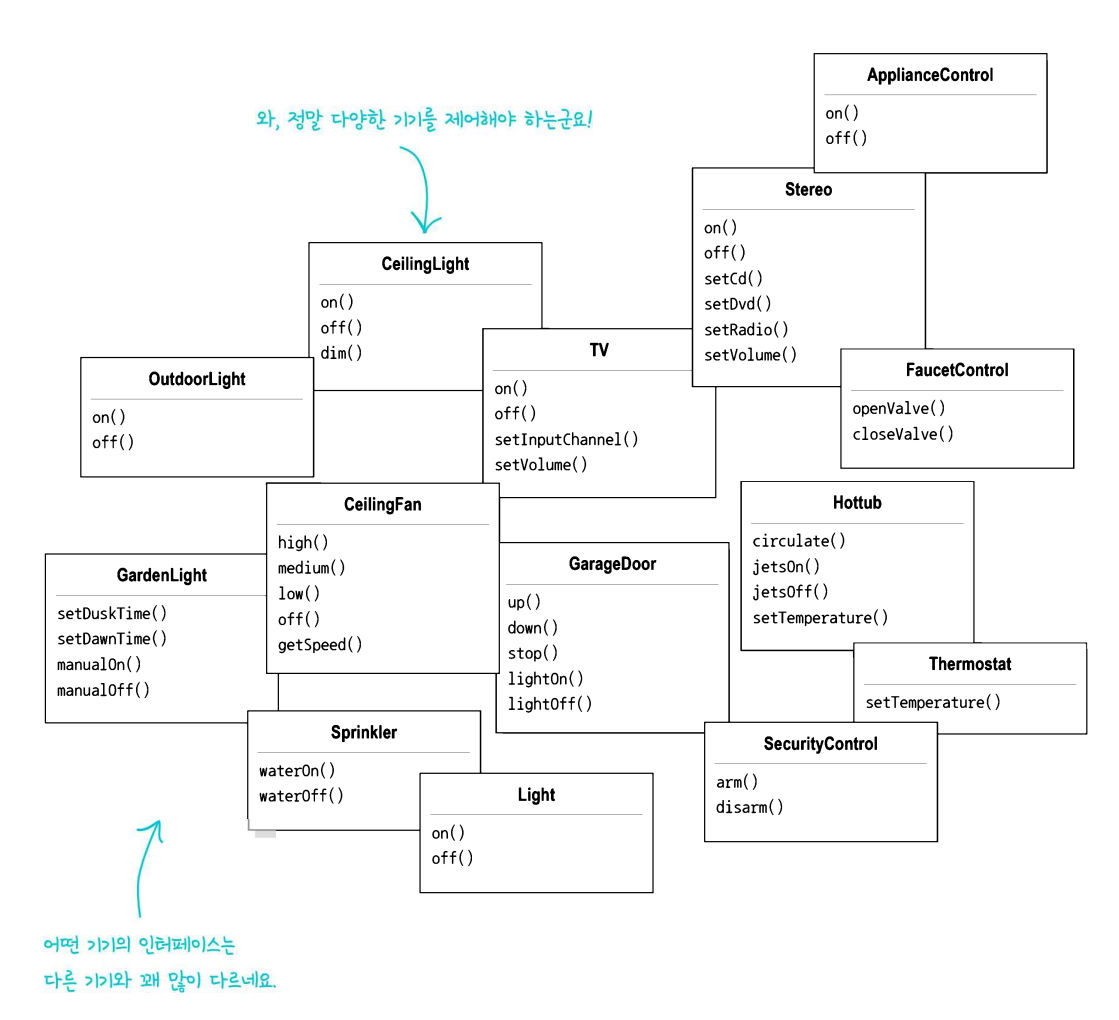 와, 정말 다양한 기기를 제어해야 하는군요!
ApplianceControl
on()
off()
Stereo
on()
off()
setCd()
setDvd()
setRadio()
setVolume()
CeilingLight
on()
off()
dim()
TV
on()
off()
setInputChannel()
setVolume()
OutdoorLight
on()
off()
FaucetControl
openValve()
closeValve()
CeilingFan
high()
medium()
low()
off()
getSpeed()
Hottub
circulate()
jetsOn()
jetsOff()
setTemperature()
GardenLight
setDuskTime()
setDawnTime()
manualOn()
manualOff()
GarageDoor
up()
down()
stop()
lightOn()
lightOff()
Thermostat
setTemperature()
Sprinkler
waterOn()
waterOff()
SecurityControl
arm()
disarm()
Light
on()
off()
어떤 기기의 인터페이스는
다른 기기와 꽤 많이 다르네요.